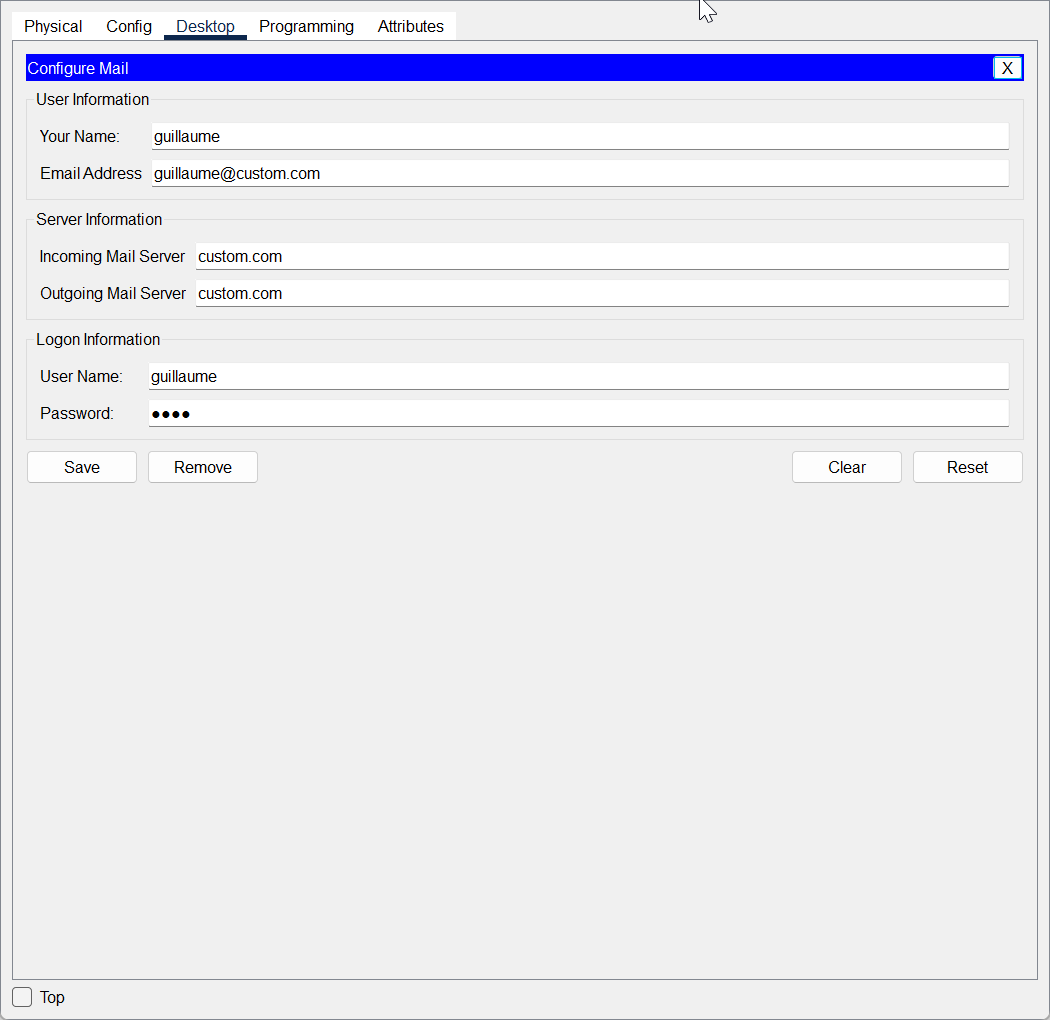 Physical Config Desktop Programming Attributes
Configure Mail X
User Information
Your Name: guillaume
Email Address guillaume@custom.com
Server Information
Incoming Mail Server custom.com
Outgoing Mail Server custom.com
Logon Information
User Name: guillaume
Password: ●●●●
Save Remove Clear Reset
Top